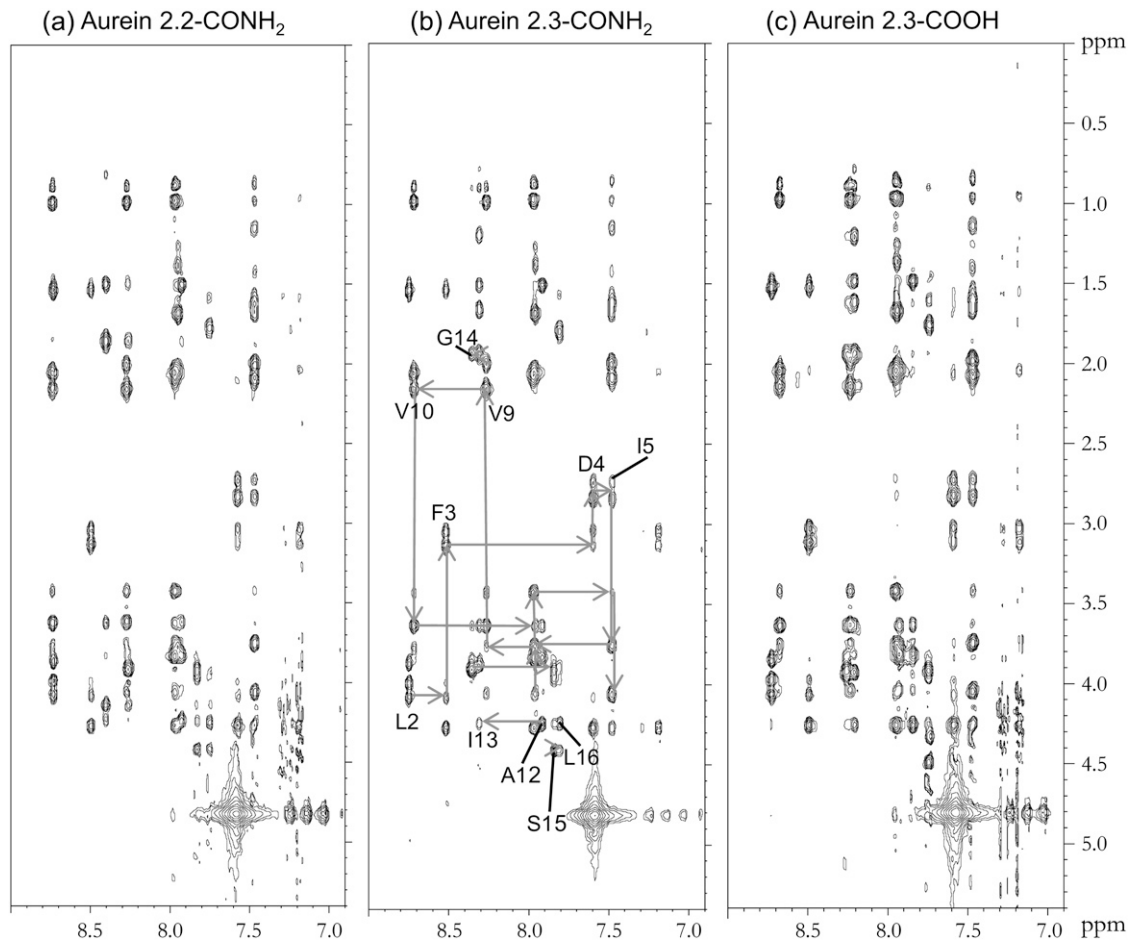 (a) Aurein 2.2-CONH₂
(b) Aurein 2.3-CONH₂
(c) Aurein 2.3-COOH
ppm
0.5
1.0
1.5
G14
2.0
V10
V9
2.5
I5
D4
F3
3.0
3.5
4.0
L2
I13
A12
L16
4.5
S15
5.0
8.5 8.0 7.5 7.0
8.5 8.0 7.5 7.0
8.5 8.0 7.5 7.0
ppm